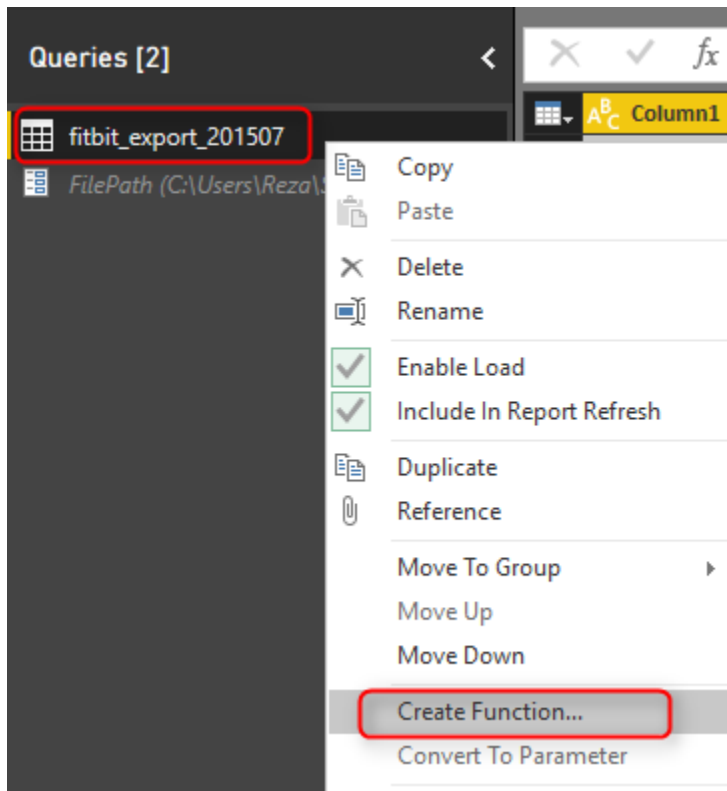 Queries [2]
fx
fitbit_export_201507
ABC Column1
FilePath (C:\Users\Reza\
Copy
Paste
Delete
Rename
Enable Load
Include In Report Refresh
Duplicate
Reference
Move To Group
Move Up
Move Down
Create Function...
Convert To Parameter